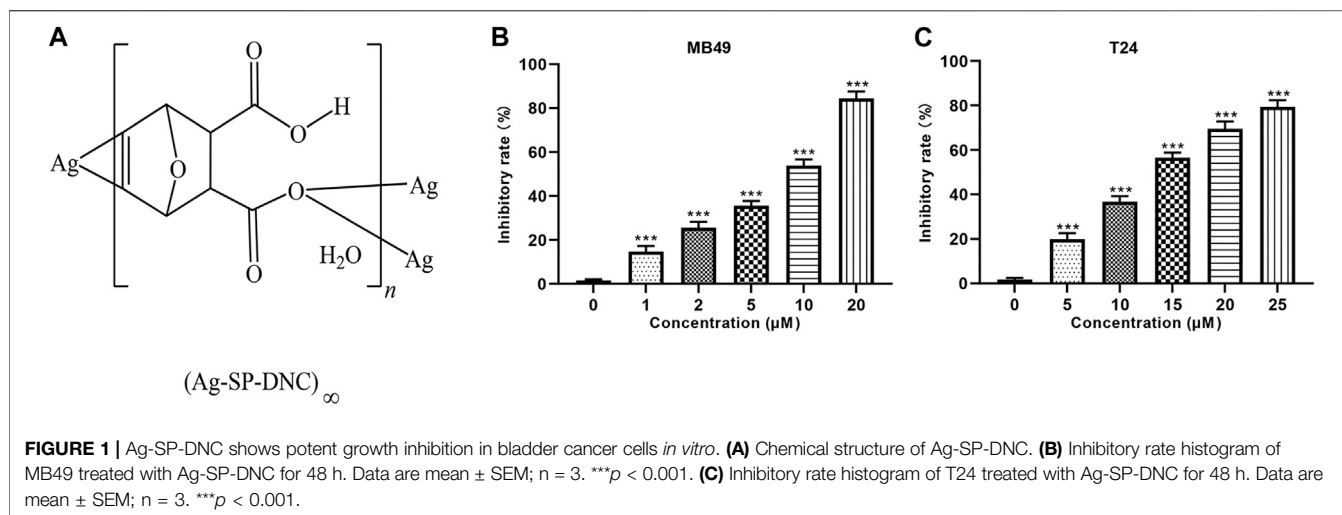 A
O
O
H
Ag
O
O
Ag
O
H2O
Ag
n
(Ag-SP-DNC)∞
B
MB49
Inhibitory rate (%)
100
80
60
40
20
0
***
***
***
***
***
0 1 2 5 10 20
Concentration (μM)
C
T24
Inhibitory rate (%)
100
80
60
40
20
0
***
***
***
***
***
0 5 10 15 20 25
Concentration (μM)
FIGURE 1 | Ag-SP-DNC shows potent growth inhibition in bladder cancer cells in vitro. (A) Chemical structure of Ag-SP-DNC. (B) Inhibitory rate histogram of
MB49 treated with Ag-SP-DNC for 48 h. Data are mean ± SEM; n = 3. ***p < 0.001. (C) Inhibitory rate histogram of T24 treated with Ag-SP-DNC for 48 h. Data are
mean ± SEM; n = 3. ***p < 0.001.